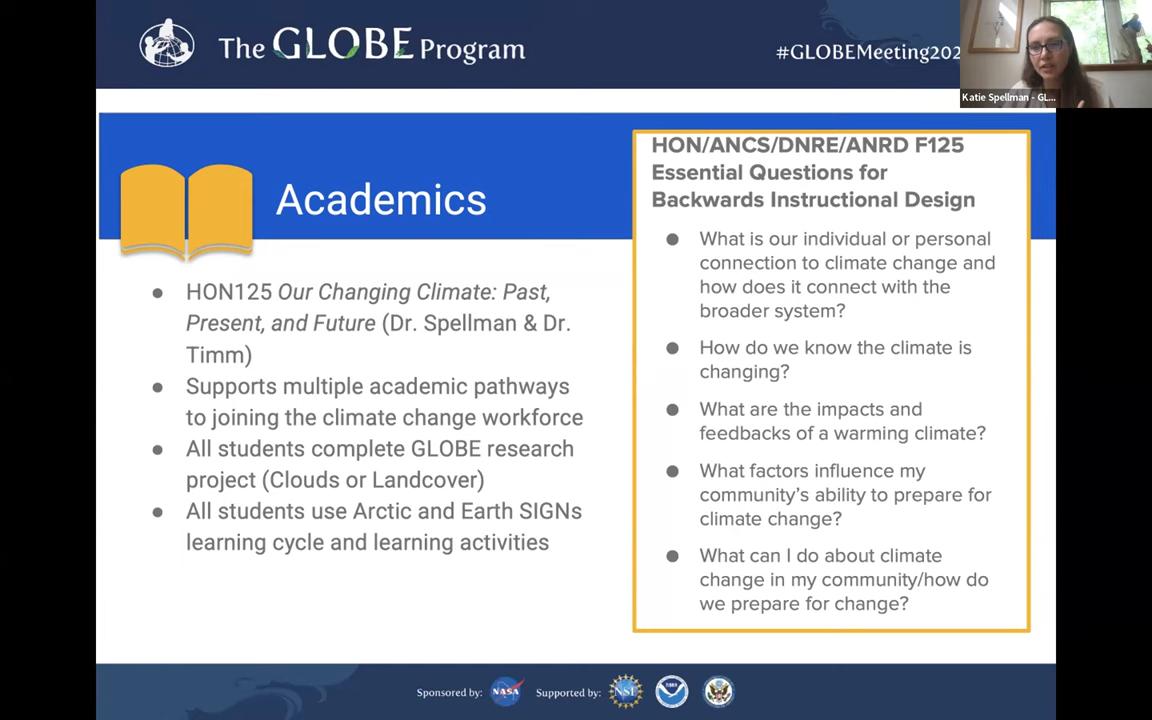 The GLOBE Program
#GLOBEMeeting202
Katie Spellman - GL...
Academics
HON125 Our Changing Climate: Past,
Present, and Future (Dr. Spellman & Dr.
Timm)
Supports multiple academic pathways
to joining the climate change workforce
All students complete GLOBE research
project (Clouds or Landcover)
All students use Arctic and Earth SIGNs
learning cycle and learning activities
HON/ANCS/DNRE/ANRD F125
Essential Questions for
Backwards Instructional Design
What is our individual or personal
connection to climate change and
how does it connect with the
broader system?
How do we know the climate is
changing?
What are the impacts and
feedbacks of a warming climate?
What factors influence my
community's ability to prepare for
climate change?
What can I do about climate
change in my community/how do
we prepare for change?
Sponsored by: NASA Supported by: NSF